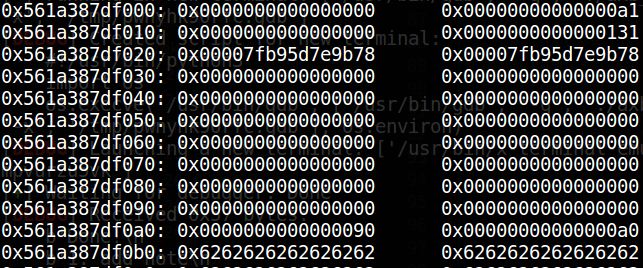 0x561a387df000: 0x0000000000000000 0x00000000000000a1
0x561a387df010: 0x0000000000000000 0x0000000000000131
0x561a387df020: 0x00007fb95d7e9b78 0x00007fb95d7e9b78
0x561a387df030: 0x0000000000000000 0x0000000000000000
0x561a387df040: 0x0000000000000000 0x0000000000000000
0x561a387df050: 0x0000000000000000 0x0000000000000000
0x561a387df060: 0x0000000000000000 0x0000000000000000
0x561a387df070: 0x0000000000000000 0x0000000000000000
0x561a387df080: 0x0000000000000000 0x0000000000000000
0x561a387df090: 0x0000000000000000 0x0000000000000000
0x561a387df0a0: 0x0000000000000090 0x00000000000000a0
0x561a387df0b0: 0x6262626262626262 0x6262626262626262